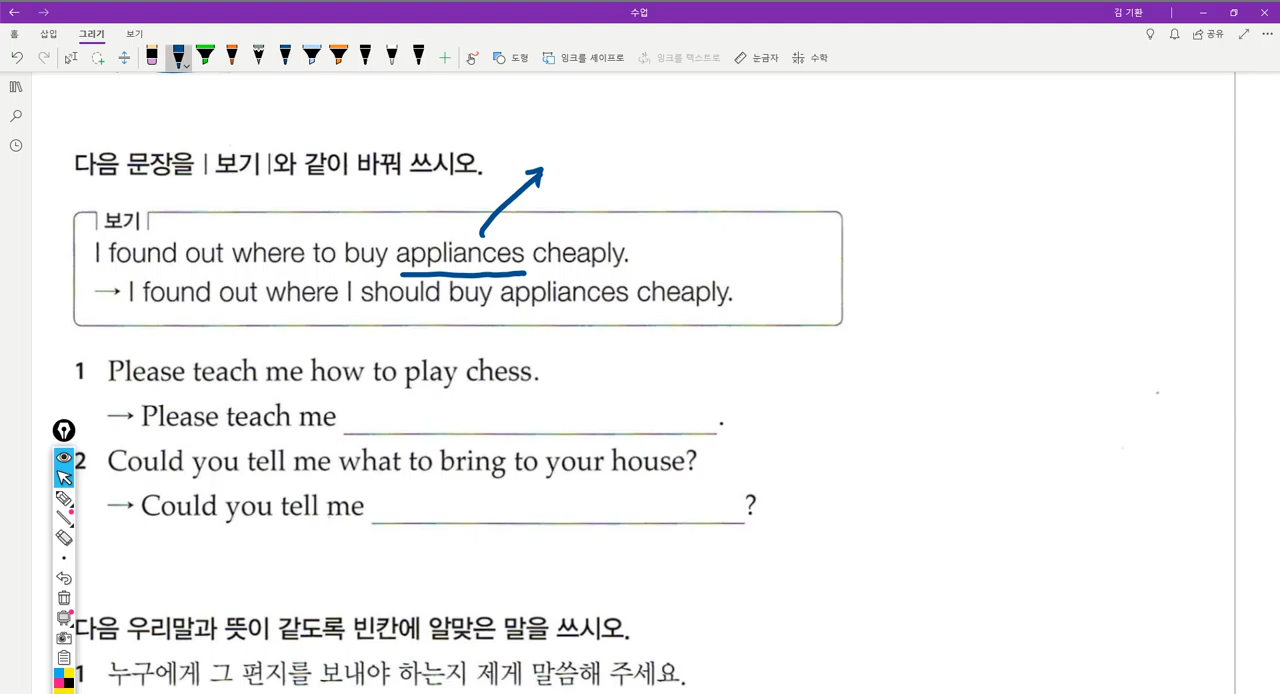 수업
김 기환
홈 삽입 그리기 보기
공유
도형 잉크를 셰이프로 잉크를 텍스트로 눈금자 수학
다음 문장을 | 보기 |와 같이 바꿔 쓰시오.
보기
I found out where to buy appliances cheaply.
→ I found out where I should buy appliances cheaply.
1 Please teach me how to play chess.
→ Please teach me ____________.
2 Could you tell me what to bring to your house?
→ Could you tell me ____________?
다음 우리말과 뜻이 같도록 빈칸에 알맞은 말을 쓰시오.
1 누구에게 그 편지를 보내야 하는지 제게 말씀해 주세요.